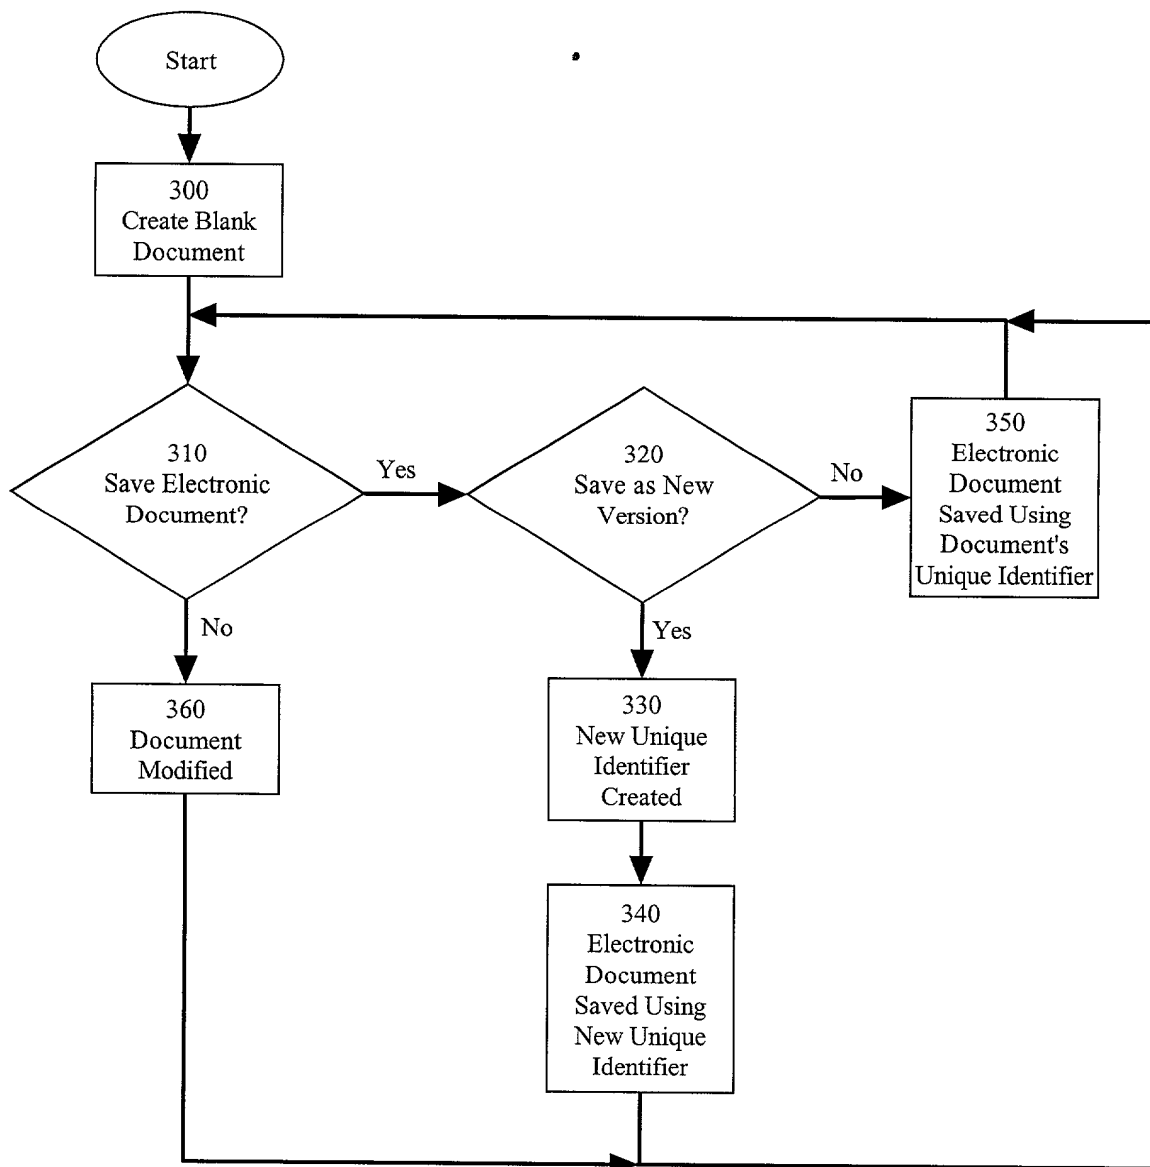 Start
300
Create Blank
Document
310
Save Electronic
Document?
Yes
320
Save as New
Version?
No
350
Electronic
Document
Saved Using
Document's
Unique Identifier
No
360
Document
Modified
Yes
330
New Unique
Identifier
Created
340
Electronic
Document
Saved Using
New Unique
Identifier